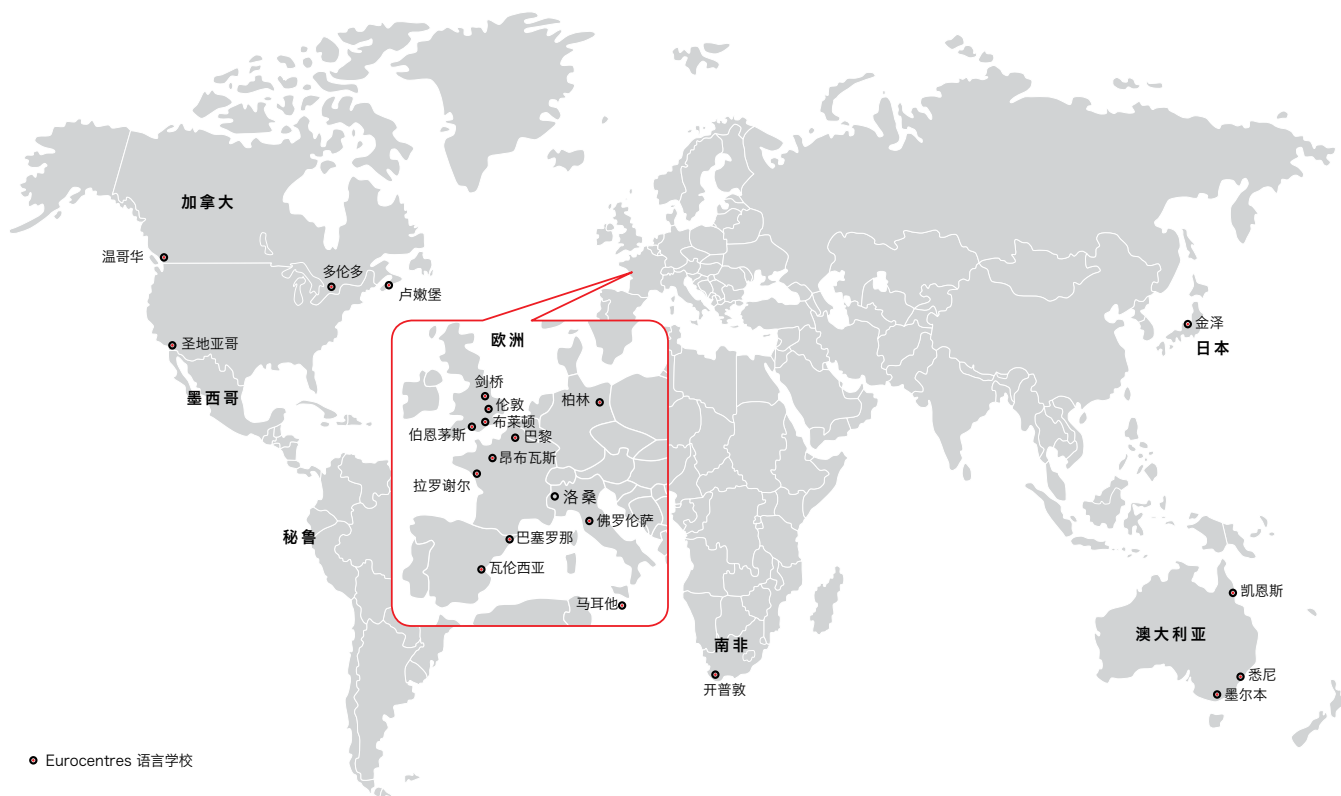 加拿大
温哥华
多伦多
卢嫩堡
圣地亚哥
墨西哥
秘鲁
欧洲
剑桥
伦敦
布莱顿
伯恩茅斯
巴黎
昂布瓦斯
拉罗谢尔
柏林
洛桑
佛罗伦萨
巴塞罗那
瓦伦西亚
马耳他
金泽
日本
南非
开普敦
凯恩斯
澳大利亚
悉尼
墨尔本
Eurocentres 语言学校